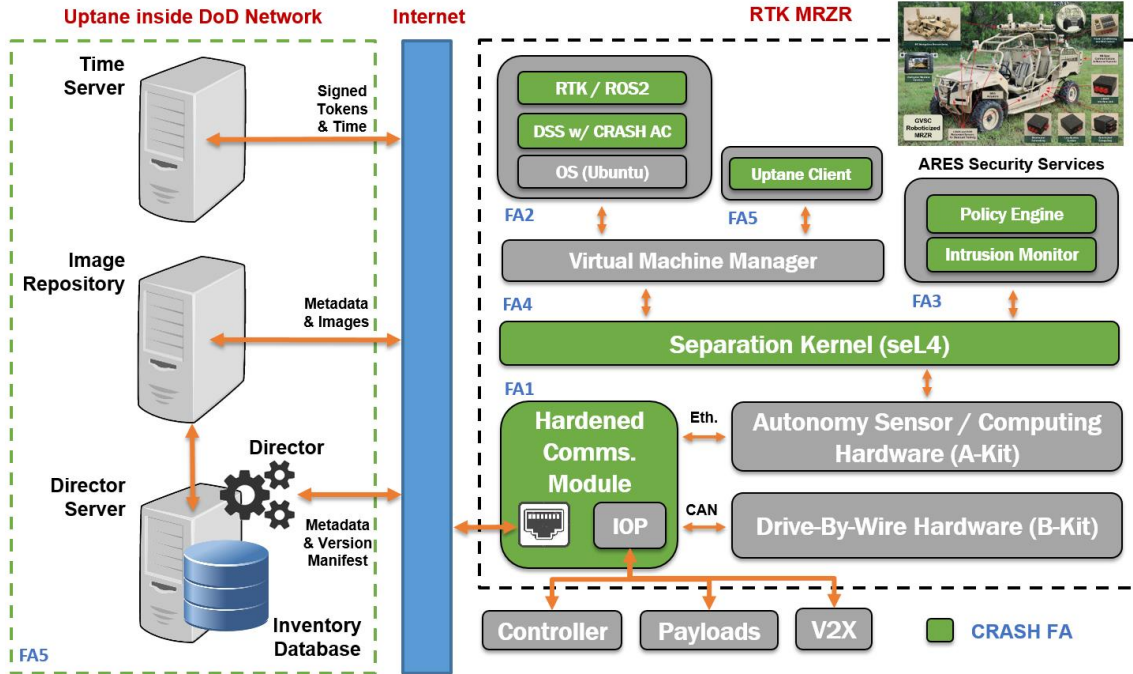 Uptane inside DoD Network
Internet
RTK MRZR
Time
Server
Signed
Tokens
& Time
Image
Repository
Metadata
& Images
Director
Director
Server
Metadata
& Version
Manifest
Inventory
Database
FA5
RTK / ROS2
DSS w/ CRASH AC
OS (Ubuntu)
FA2
Uptane Client
FA5
GVSC
Roboticized
MRZR
ARES Security Services
Policy Engine
Intrusion Monitor
FA3
Virtual Machine Manager
FA4
Separation Kernel (seL4)
FA1
Hardened
Comms.
Module
IOP
Eth.
CAN
Autonomy Sensor / Computing
Hardware (A-Kit)
Drive-By-Wire Hardware (B-Kit)
Controller
Payloads
V2X
CRASH FA